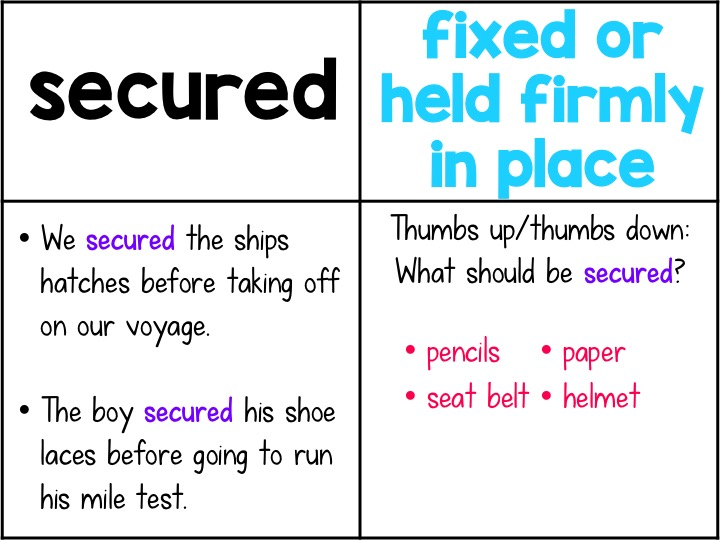 secured
fixed or
held firmly
in place
• We secured the ships
hatches before taking off
on our voyage.
• The boy secured his shoe
laces before going to run
his mile test.
Thumbs up/thumbs down:
What should be secured?
• pencils • paper
• seat belt • helmet